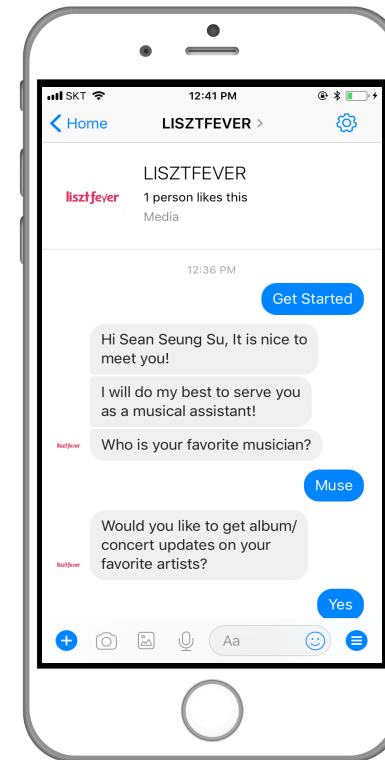 SKT
12:41 PM
Home
LISZTFEVER >
LISZTFEVER
lisztfever
1 person likes this
Media
12:36 PM
Get Started
Hi Sean Seung Su, It is nice to
meet you!
I will do my best to serve you
as a musical assistant!
lisztfever
Who is your favorite musician?
Muse
Would you like to get album/
concert updates on your
lisztfever
favorite artists?
Yes
Aa